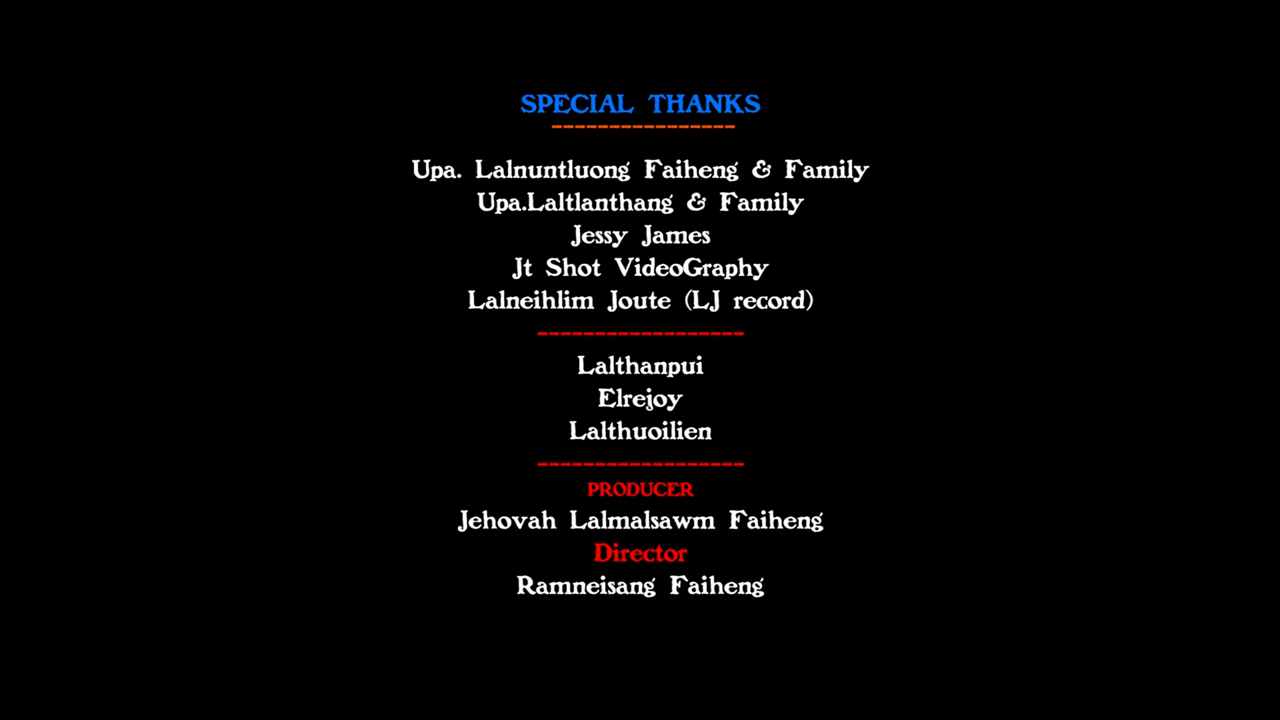 SPECIAL THANKS
----------------
Upa. Lalnuntluong Faiheng & Family
Upa.Laltlanthang & Family
Jessy James
Jt Shot VideoGraphy
Lalneihlim Joute (LJ record)
------------------
Lalthanpui
Elrejoy
Lalthuoilien
------------------
PRODUCER
Jehovah Lalmalsawm Faiheng
Director
Ramneisang Faiheng